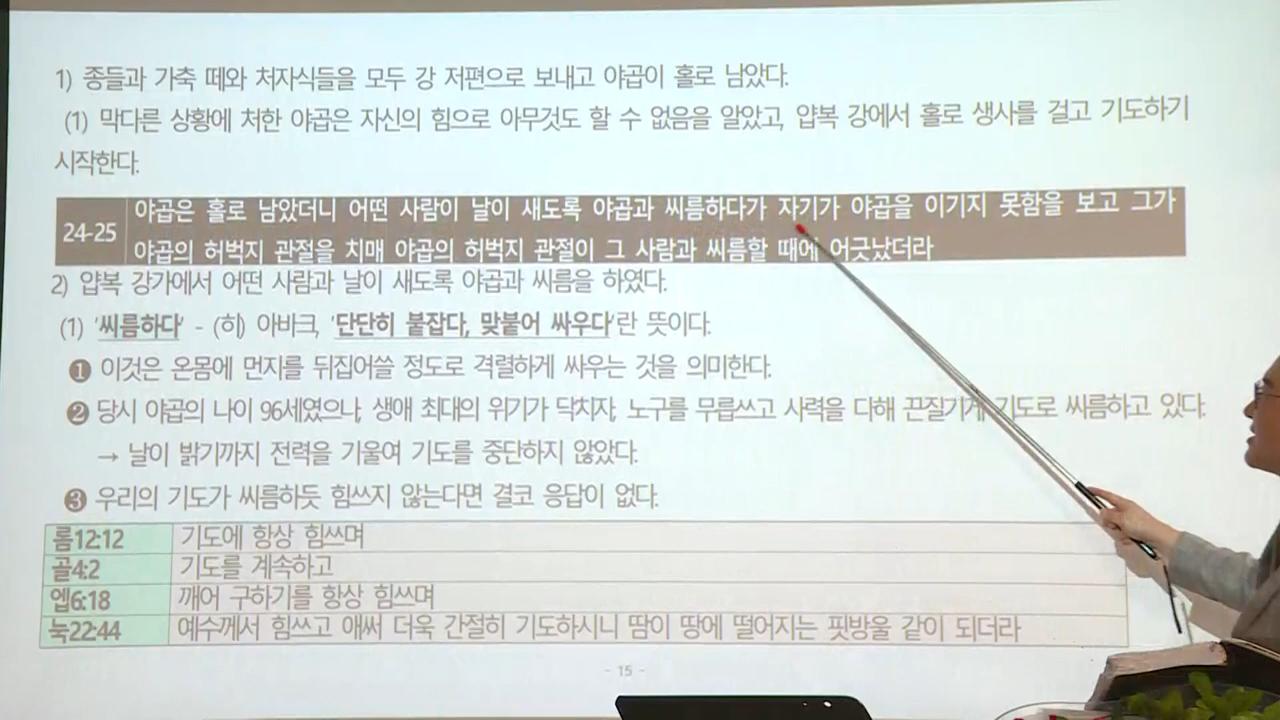 1) 종들과 가축 떼와 처자식들을 모두 강 저편으로 보내고 야곱이 홀로 남았다.
(1) 막다른 상황에 처한 야곱은 자신의 힘으로 아무것도 할 수 없음을 알았고, 얍복 강에서 홀로 생사를 걸고 기도하기
시작한다.
24-25
야곱은 홀로 남았더니 어떤 사람이 날이 새도록 야곱과 씨름하다가 자기가 야곱을 이기지 못함을 보고 그가
야곱의 허벅지 관절을 치매 야곱의 허벅지 관절이 그 사람과 씨름할 때에 어긋났더라
2) 얍복 강가에서 어떤 사람과 날이 새도록 야곱과 씨름을 하였다.
(1) '씨름하다' - (히) 아바크, '단단히 붙잡다, 맞붙어 싸우다'란 뜻이다.
❶ 이것은 온몸에 먼지를 뒤집어쓸 정도로 격렬하게 싸우는 것을 의미한다.
❷ 당시 야곱의 나이 96세였으나, 생애 최대의 위기가 닥치자, 노구를 무릅쓰고 사력을 다해 끈질기게 기도로 씨름하고 있다.
→ 날이 밝기까지 전력을 기울여 기도를 중단하지 않았다.
❸ 우리의 기도가 씨름하듯 힘쓰지 않는다면 결코 응답이 없다.
롬12:12 기도에 항상 힘쓰며
골4:2 기도를 계속하고
엡6:18 깨어 구하기를 항상 힘쓰며
눅22:44 예수께서 힘쓰고 애써 더욱 간절히 기도하시니 땀이 땅에 떨어지는 핏방울 같이 되더라
- 15 -